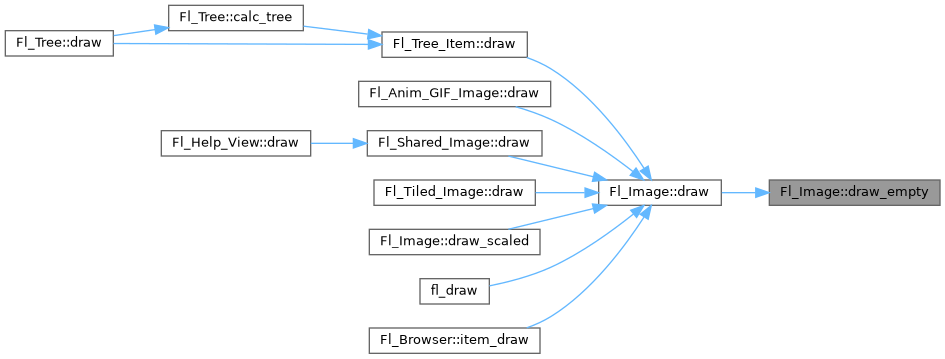 Fl_Tree::calc_tree
Fl_Tree::draw
Fl_Tree_Item::draw
Fl_Anim_GIF_Image::draw
Fl_Help_View::draw
Fl_Shared_Image::draw
Fl_Tiled_Image::draw
Fl_Image::draw
Fl_Image::draw_empty
Fl_Image::draw_scaled
fl_draw
Fl_Browser::item_draw